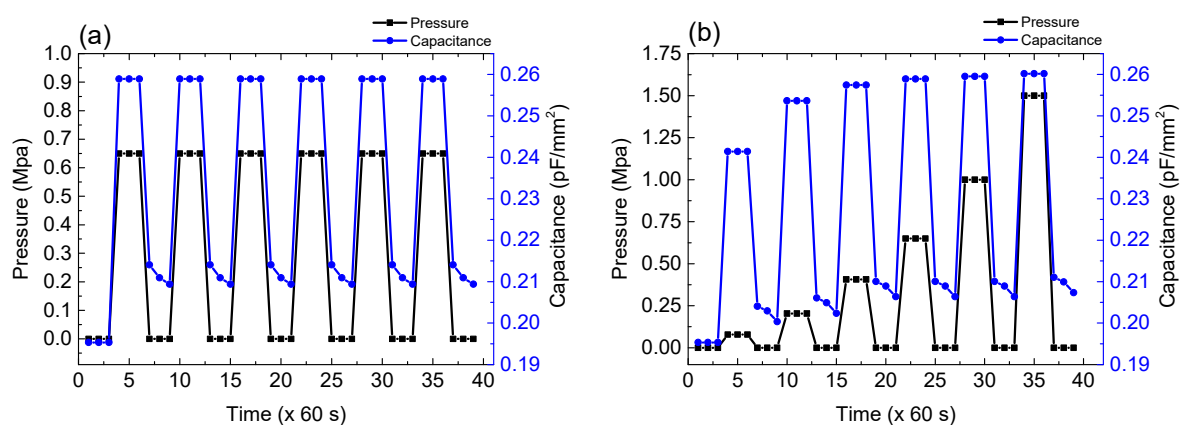 (a)
Pressure
Capacitance
1.0
0.9
0.8
0.7
0.6
0.5
0.4
0.3
0.2
0.1
0.0
Pressure (Mpa)
0.26
0.25
0.24
0.23
0.22
0.21
0.20
0.19
Capacitance (pF/mm²)
0 5 10 15 20 25 30 35 40
Time (x 60 s)
(b)
Pressure
Capacitance
1.75
1.50
1.25
1.00
0.75
0.50
0.25
0.00
Pressure (Mpa)
0.26
0.25
0.24
0.23
0.22
0.21
0.20
0.19
Capacitance (pF/mm²)
0 5 10 15 20 25 30 35 40
Time (x 60 s)